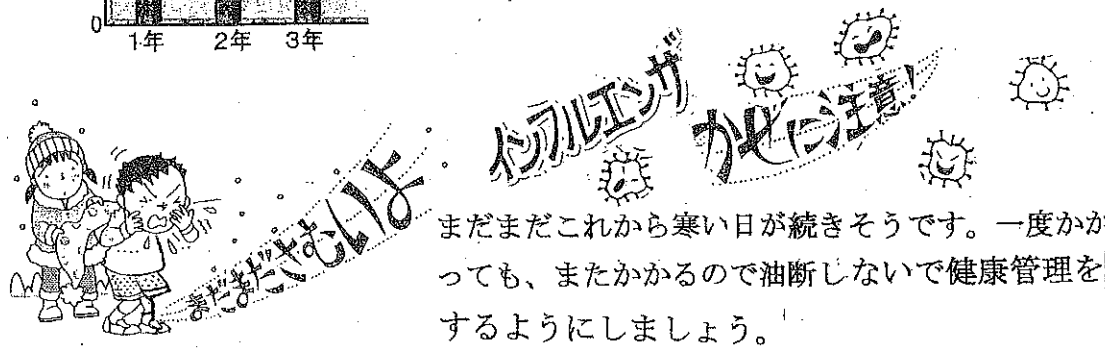 0
1年 2年 3年
インフルエンザ
かぜに注意!
まだまださむいよ
まだまだこれから寒い日が続きそうです。一度かか
っても、またかかるので油断しないで健康管理を
するようにしましょう。